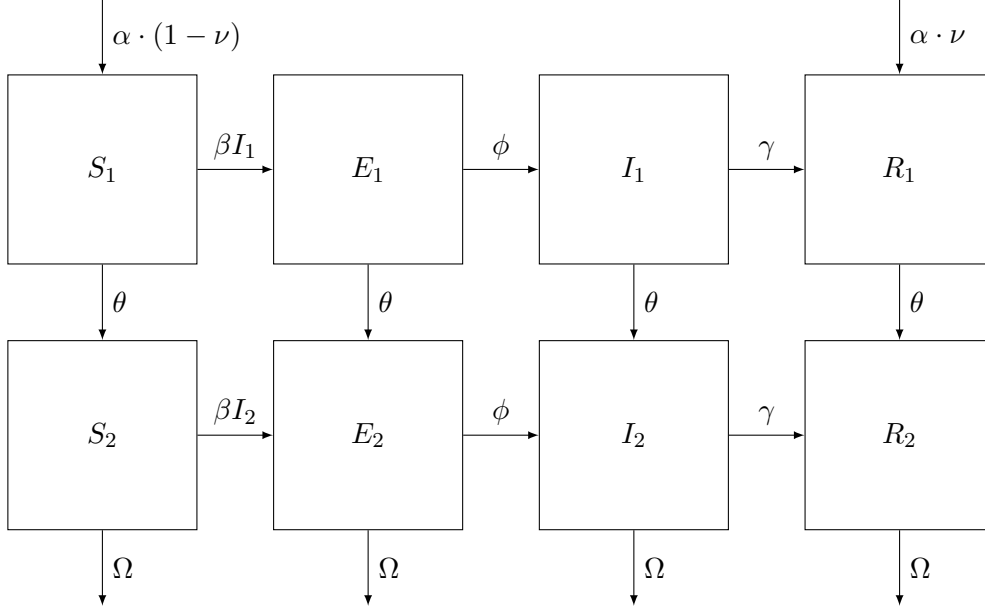 α · (1 − ν) α · ν
S₁ βI₁ E₁ ϕ I₁ γ R₁
θ θ θ θ
S₂ βI₂ E₂ ϕ I₂ γ R₂
Ω Ω Ω Ω